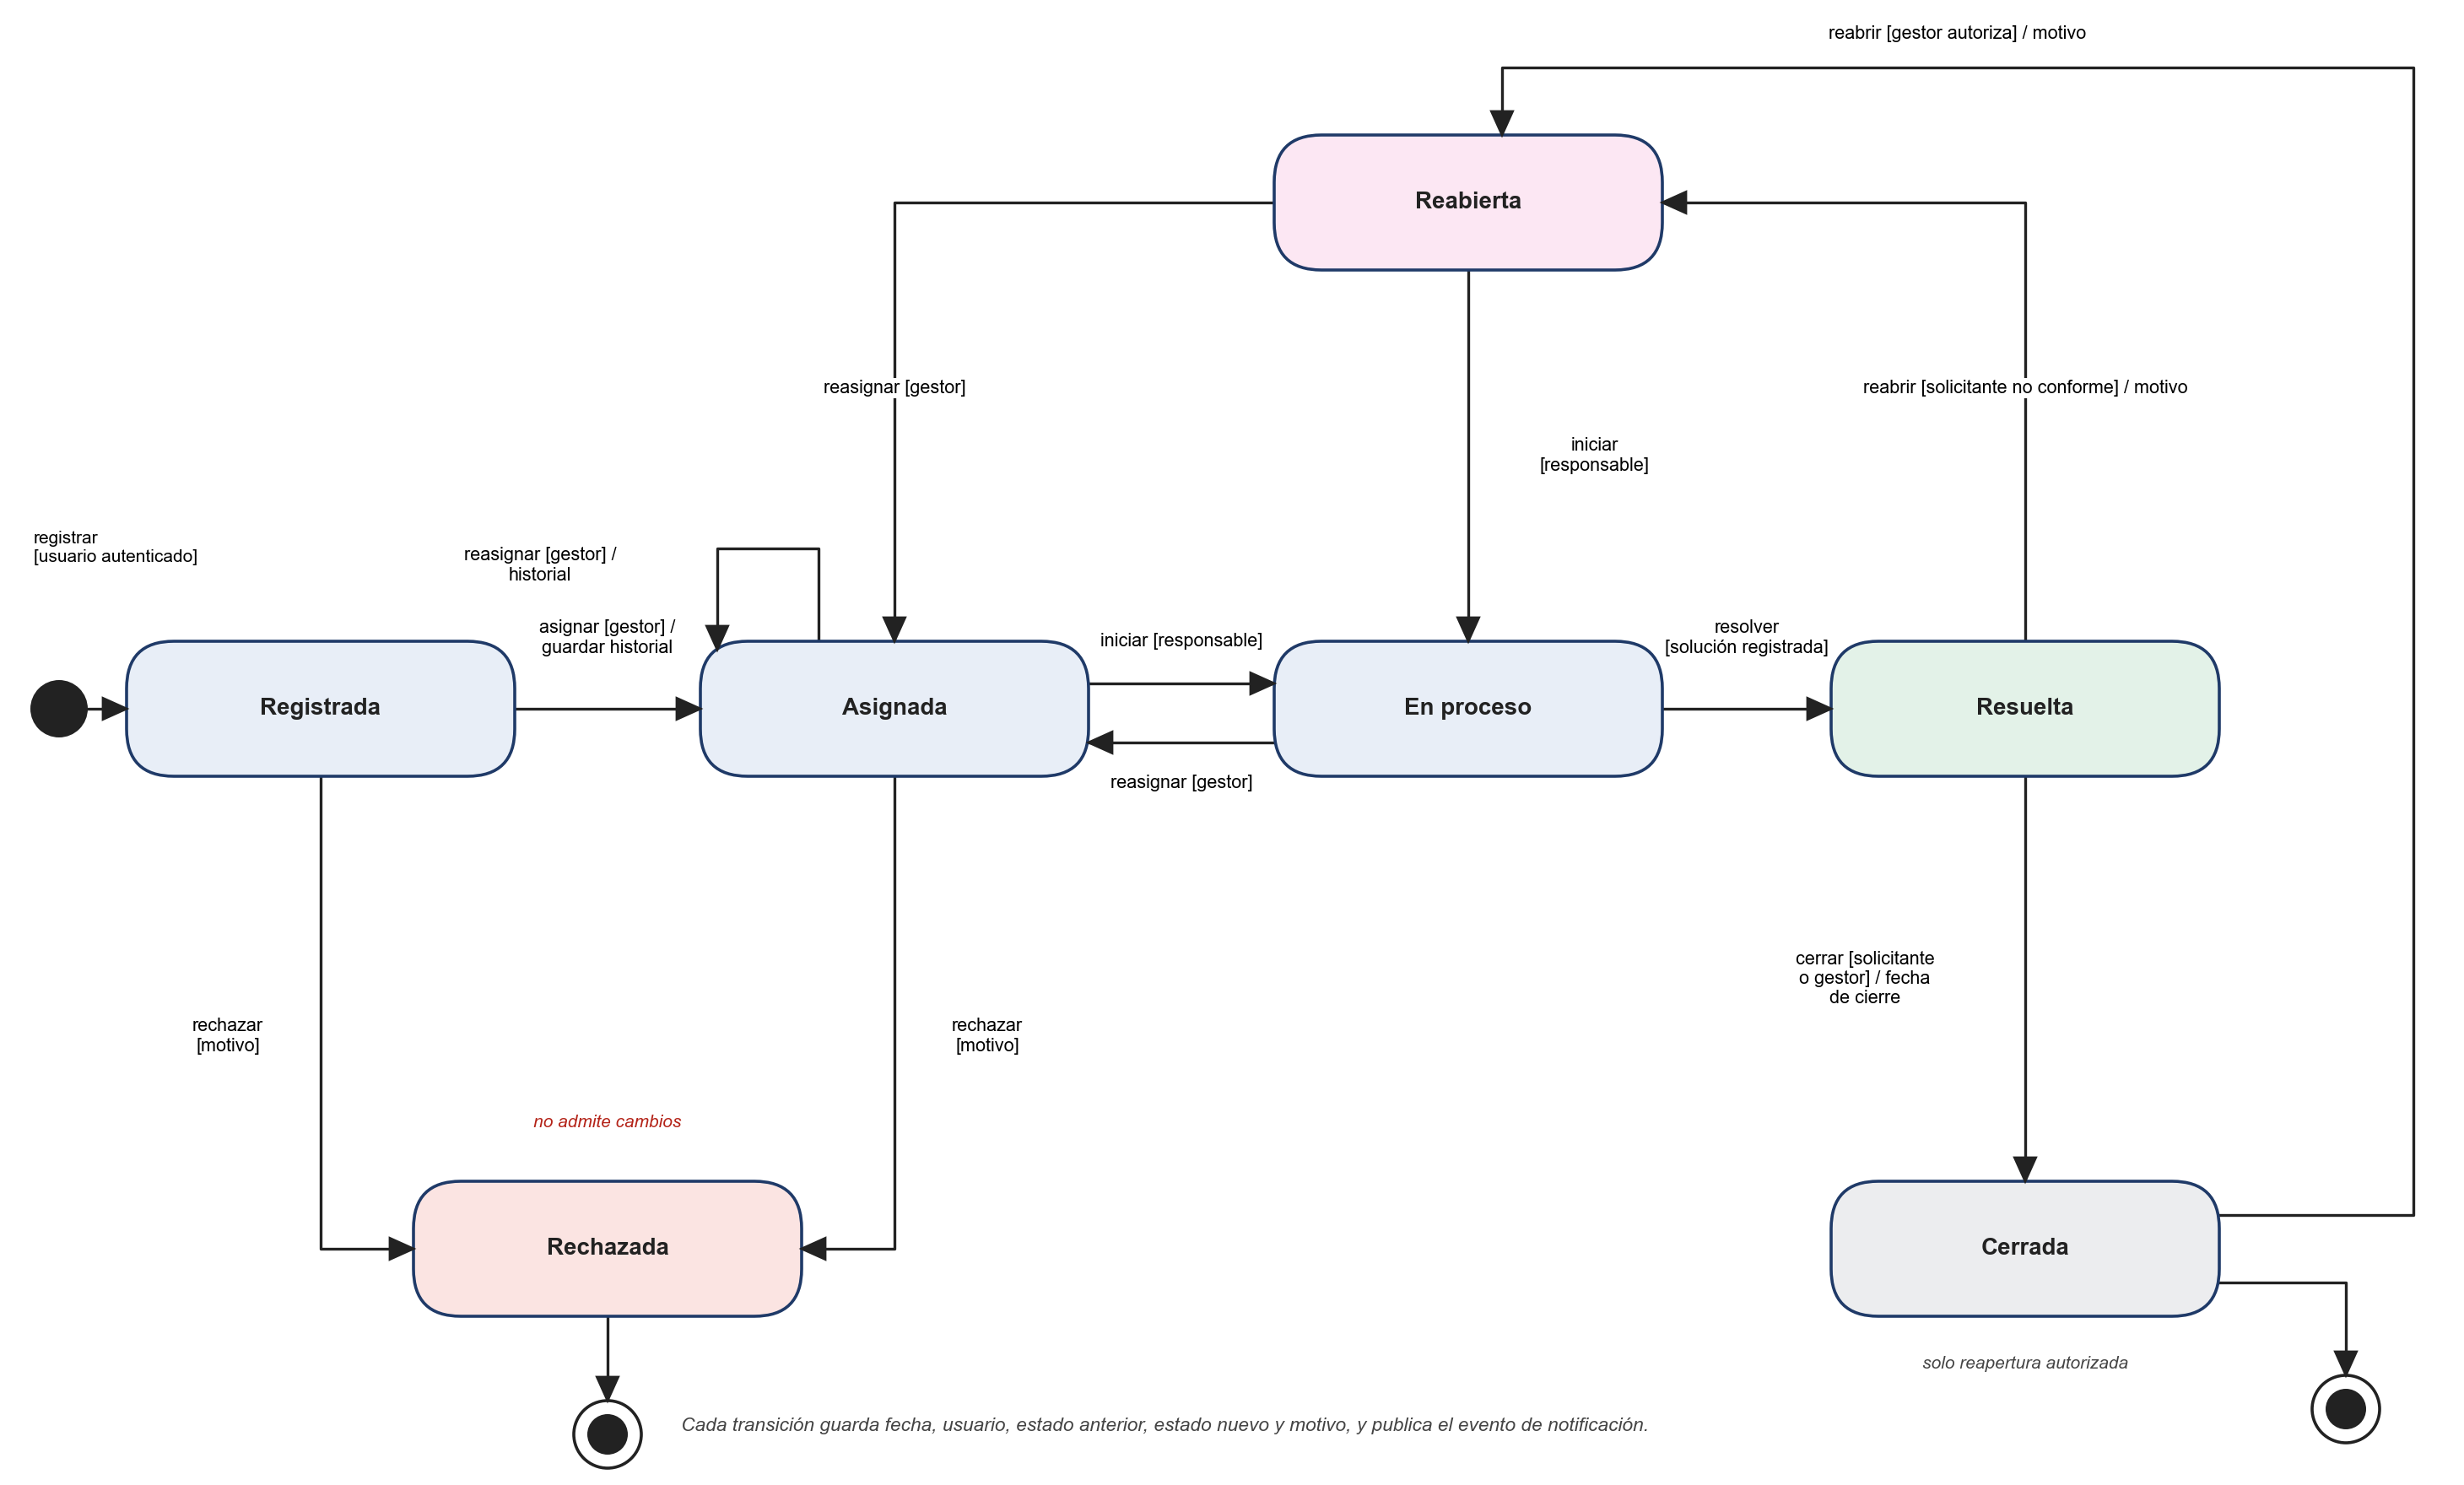 reabrir [gestor autoriza] / motivo
Reabierta
reasignar [gestor]
reabrir [solicitante no conforme] / motivo
iniciar
[responsable]
registrar
[usuario autenticado]
reasignar [gestor] /
historial
asignar [gestor] /
guardar historial
iniciar [responsable]
resolver
[solución registrada]
Registrada
Asignada
En proceso
Resuelta
reasignar [gestor]
cerrar [solicitante
o gestor] / fecha
de cierre
rechazar
[motivo]
rechazar
[motivo]
no admite cambios
Rechazada
Cerrada
solo reapertura autorizada
Cada transición guarda fecha, usuario, estado anterior, estado nuevo y motivo, y publica el evento de notificación.